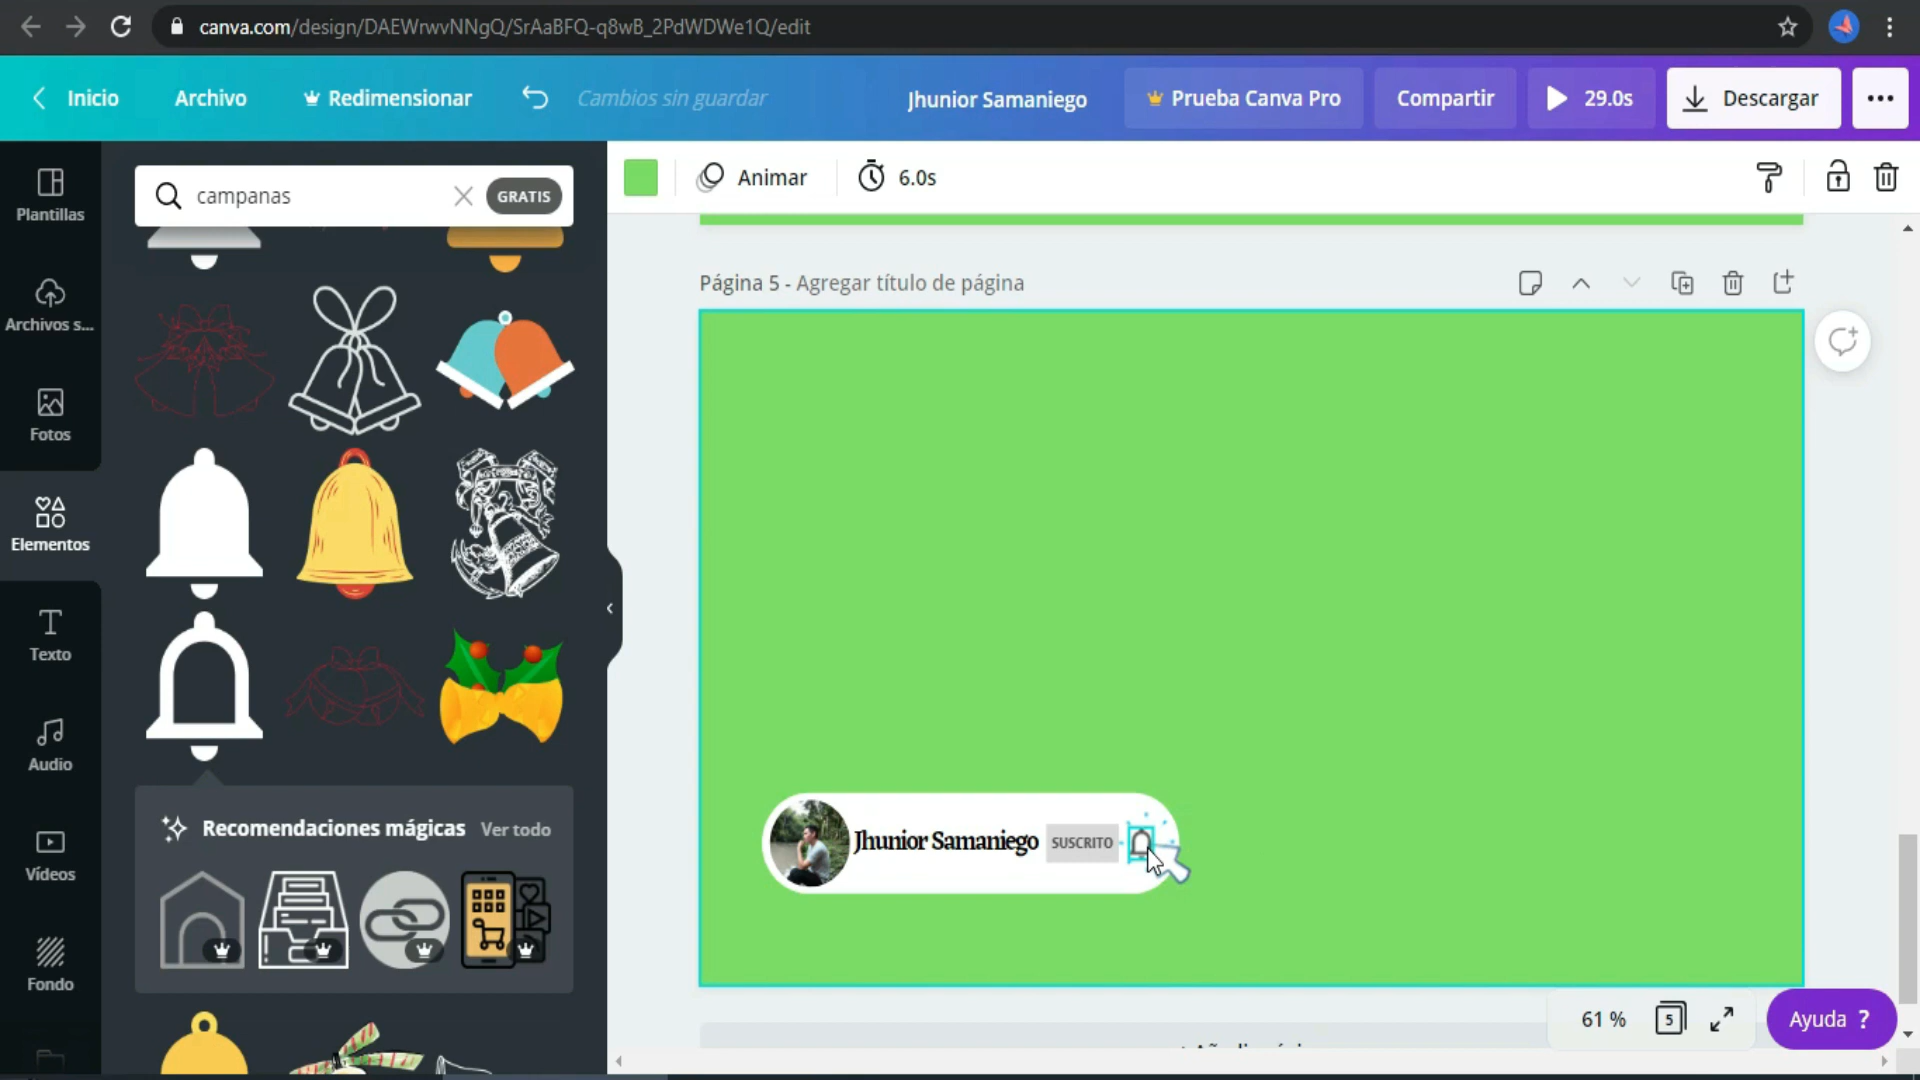 canva.com/design/DAEWrwvNNgQ/SrAaBFQ-q8wB_2PdWDWe1Q/edit
Inicio
Archivo
Redimensionar
Cambios sin guardar
Jhunior Samaniego
Prueba Canva Pro
Compartir
29.0s
Descargar
campanas
GRATIS
Animar
6.0s
Plantillas
Archivos s...
Fotos
Elementos
Texto
Audio
Vídeos
Fondo
Página 5 - Agregar título de página
Jhunior Samaniego
SUSCRITO
Recomendaciones mágicas
Ver todo
61 %
5
Ayuda ?